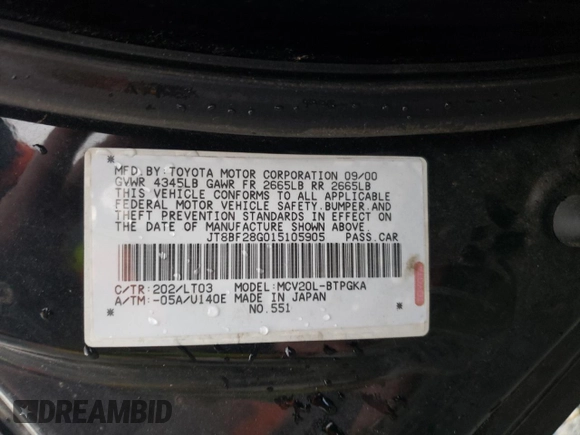 MFD. BY: TOYOTA MOTOR CORPORATION 09/00
GVWR 4345LB GAWR FR 2665LB RR 2665LB
THIS VEHICLE CONFORMS TO ALL APPLICABLE
FEDERAL MOTOR VEHICLE SAFETY, BUMPER, AND
THEFT PREVENTION STANDARDS IN EFFECT ON
THE DATE OF MANUFACTURE SHOWN ABOVE.
JT8BF28G015105905 PASS. CAR
C/TR: 202/LT03 MODEL: MCV20L-BTPGKA
A/TM: -05A/U140E MADE IN JAPAN
NO. 551
DREAMBID